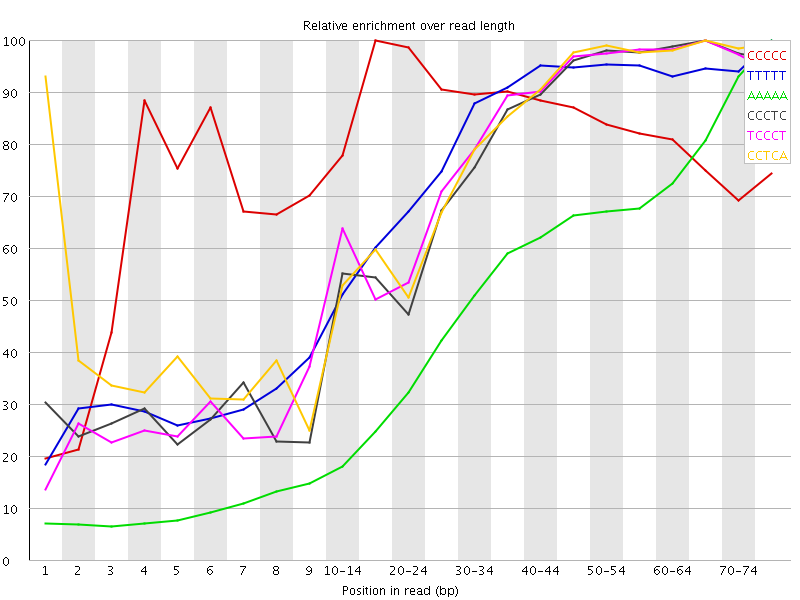 Relative enrichment over read length
100
90
80
70
60
50
40
30
20
10
0
CCCCC
TTTTT
AAAAA
CCCTC
TCCCT
CCTCA
1 2 3 4 5 6 7 8 9 10-14 20-24 30-34 40-44 50-54 60-64 70-74
Position in read (bp)